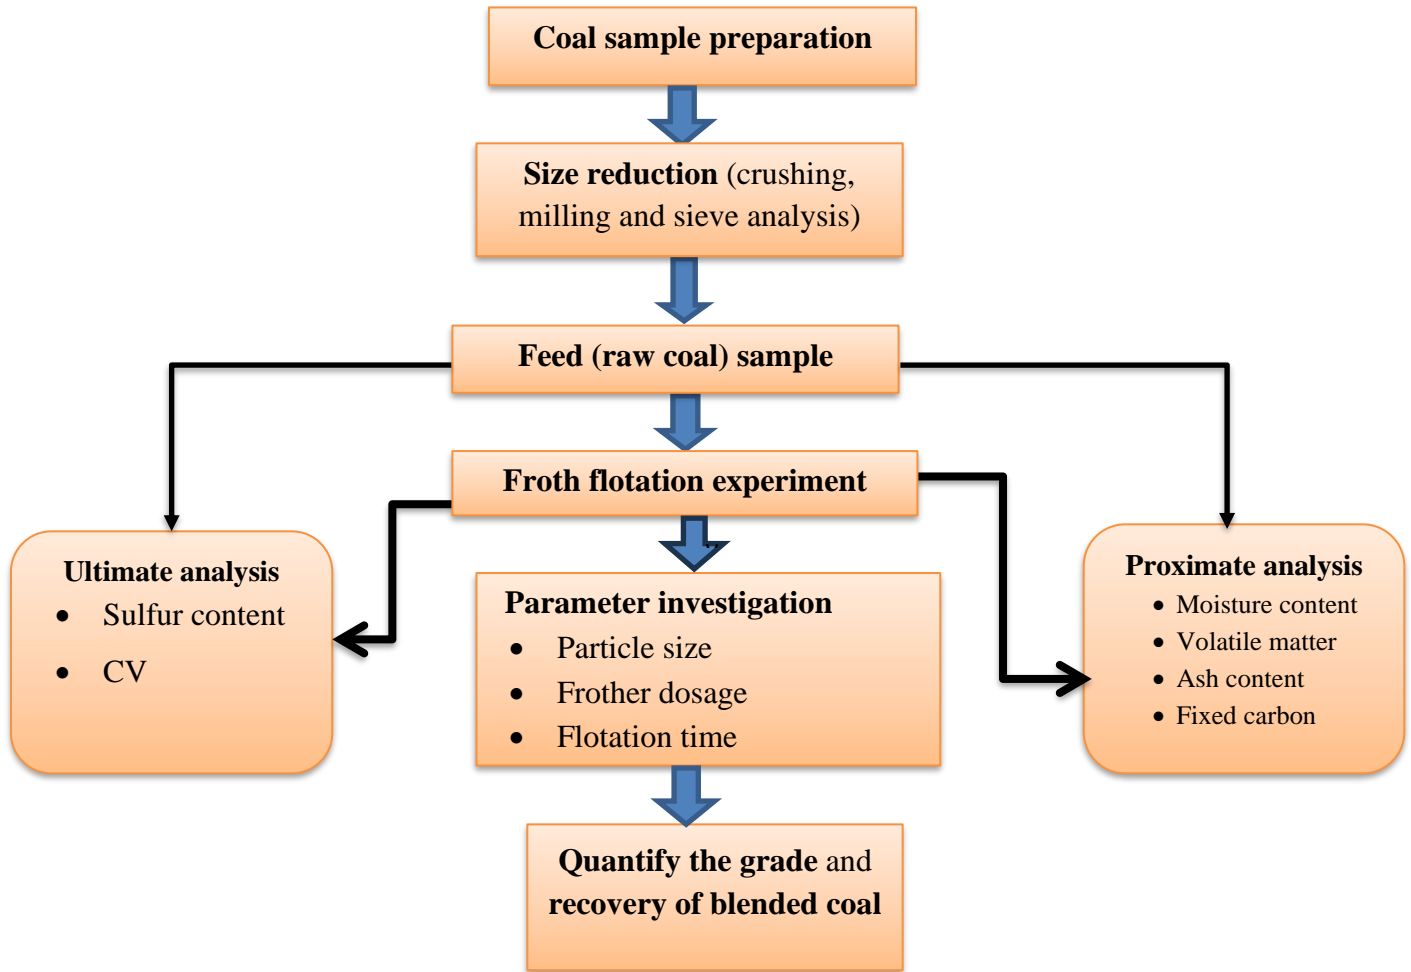 Coal sample preparation
Size reduction (crushing,
milling and sieve analysis)
Feed (raw coal) sample
Froth flotation experiment
Ultimate analysis
• Sulfur content
• CV
Parameter investigation
• Particle size
• Frother dosage
• Flotation time
Proximate analysis
• Moisture content
• Volatile matter
• Ash content
• Fixed carbon
Quantify the grade and
recovery of blended coal